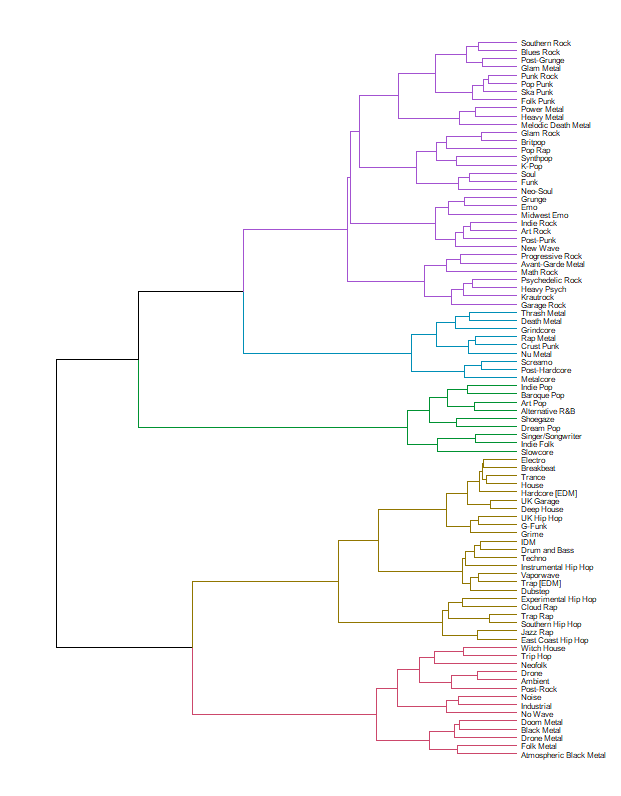 Southern Rock
Blues Rock
Post-Grunge
Glam Metal
Punk Rock
Pop Punk
Ska Punk
Folk Punk
Power Metal
Heavy Metal
Melodic Death Metal
Glam Rock
Britpop
Pop Rap
Synthpop
K-Pop
Soul
Funk
Neo-Soul
Grunge
Emo
Midwest Emo
Indie Rock
Art Rock
Post-Punk
New Wave
Progressive Rock
Avant-Garde Metal
Math Rock
Psychedelic Rock
Heavy Psych
Krautrock
Garage Rock
Thrash Metal
Death Metal
Grindcore
Rap Metal
Crust Punk
Nu Metal
Screamo
Post-Hardcore
Metalcore
Indie Pop
Baroque Pop
Art Pop
Alternative R&B
Shoegaze
Dream Pop
Singer/Songwriter
Indie Folk
Slowcore
Electro
Breakbeat
Trance
House
Hardcore [EDM]
UK Garage
Deep House
UK Hip Hop
G-Funk
Grime
IDM
Drum and Bass
Techno
Instrumental Hip Hop
Vaporwave
Trap [EDM]
Dubstep
Experimental Hip Hop
Cloud Rap
Trap Rap
Southern Hip Hop
Jazz Rap
East Coast Hip Hop
Witch House
Trip Hop
Neofolk
Drone
Ambient
Post-Rock
Noise
Industrial
No Wave
Doom Metal
Black Metal
Drone Metal
Folk Metal
Atmospheric Black Metal